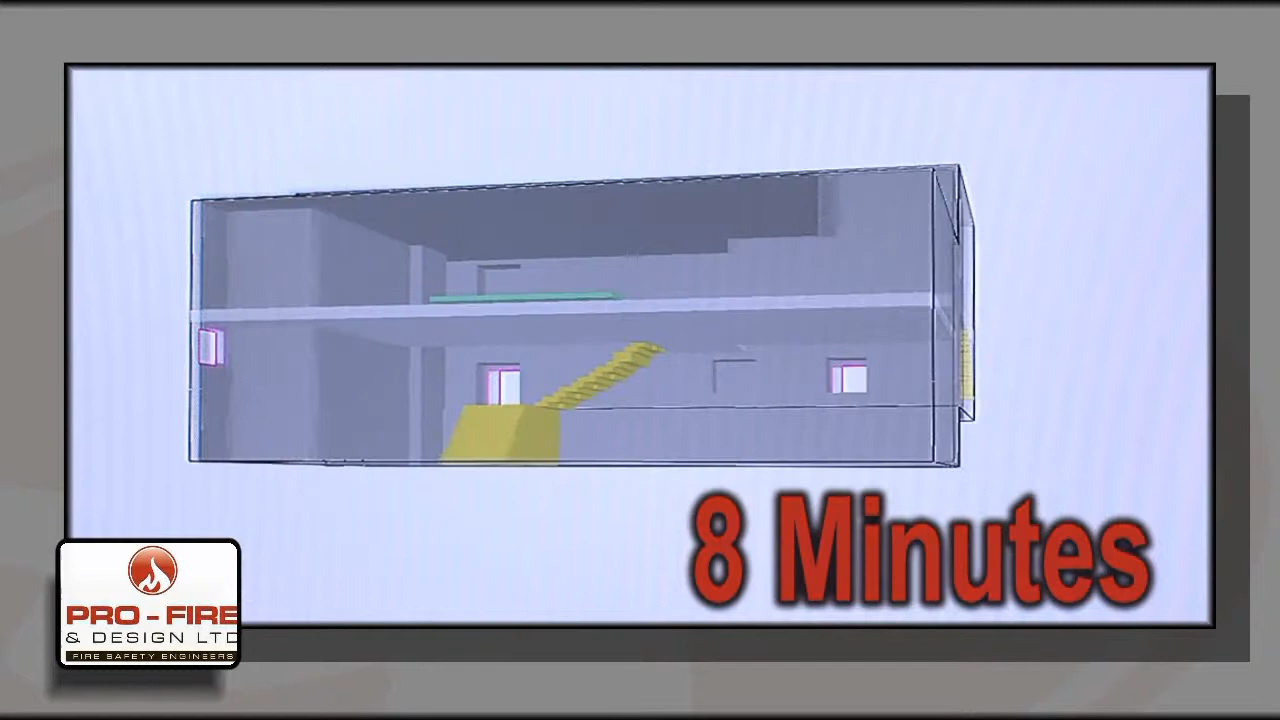 8 Minutes
PRO - FIRE
& DESIGN LTD
FIRE SAFETY ENGINEERS